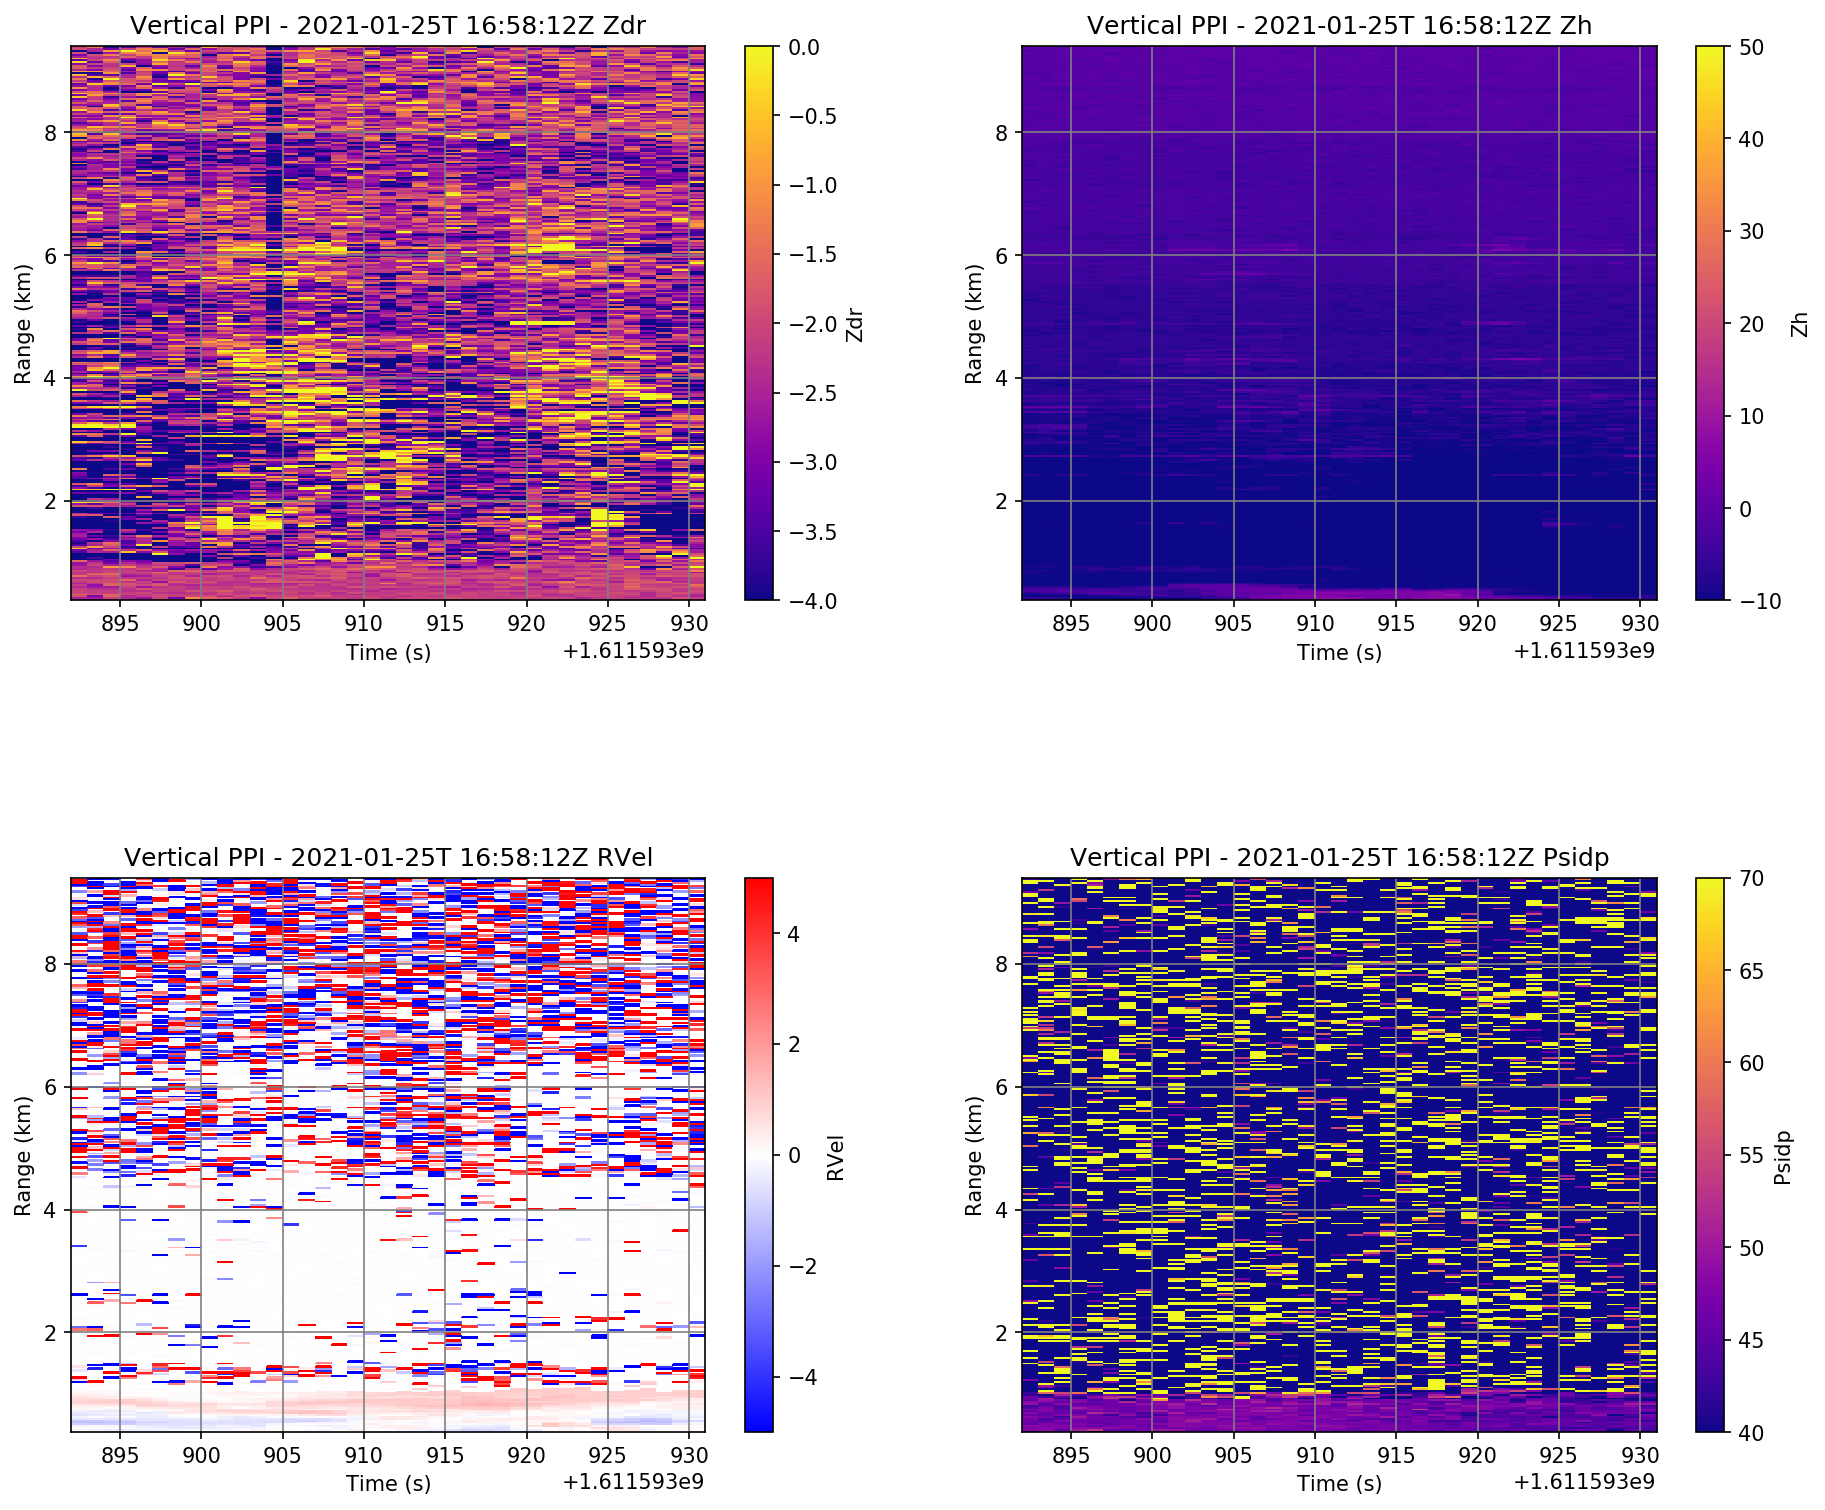 Vertical PPI - 2021-01-25T 16:58:12Z Zdr
Range (km)
8
6
4
2
895 900 905 910 915 920 925 930
Time (s)
+1.611593e9
0.0
−0.5
−1.0
−1.5
−2.0
−2.5
−3.0
−3.5
−4.0
Zdr
Vertical PPI - 2021-01-25T 16:58:12Z Zh
Range (km)
8
6
4
2
895 900 905 910 915 920 925 930
Time (s)
+1.611593e9
50
40
30
20
10
0
−10
Zh
Vertical PPI - 2021-01-25T 16:58:12Z RVel
Range (km)
8
6
4
2
895 900 905 910 915 920 925 930
Time (s)
+1.611593e9
4
2
0
−2
−4
RVel
Vertical PPI - 2021-01-25T 16:58:12Z Psidp
Range (km)
8
6
4
2
895 900 905 910 915 920 925 930
Time (s)
+1.611593e9
70
65
60
55
50
45
40
Psidp